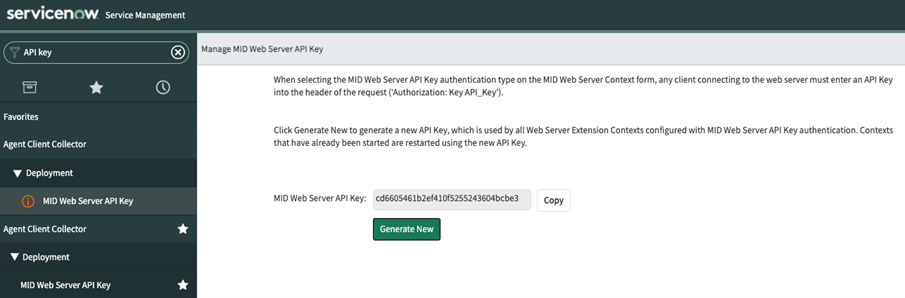 servicenow Service Management
API key
Manage MID Web Server API Key
Favorites
Agent Client Collector
Deployment
MID Web Server API Key
Agent Client Collector
Deployment
MID Web Server API Key
When selecting the MID Web Server API Key authentication type on the MID Web Server Context form, any client connecting to the web server must enter an API Key
into the header of the request ('Authorization: Key API_Key').
Click Generate New to generate a new API Key, which is used by all Web Server Extension Contexts configured with MID Web Server API Key authentication. Contexts
that have already been started are restarted using the new API Key.
MID Web Server API Key: cd6605461b2ef410f5255243604bcbe3 Copy
Generate New